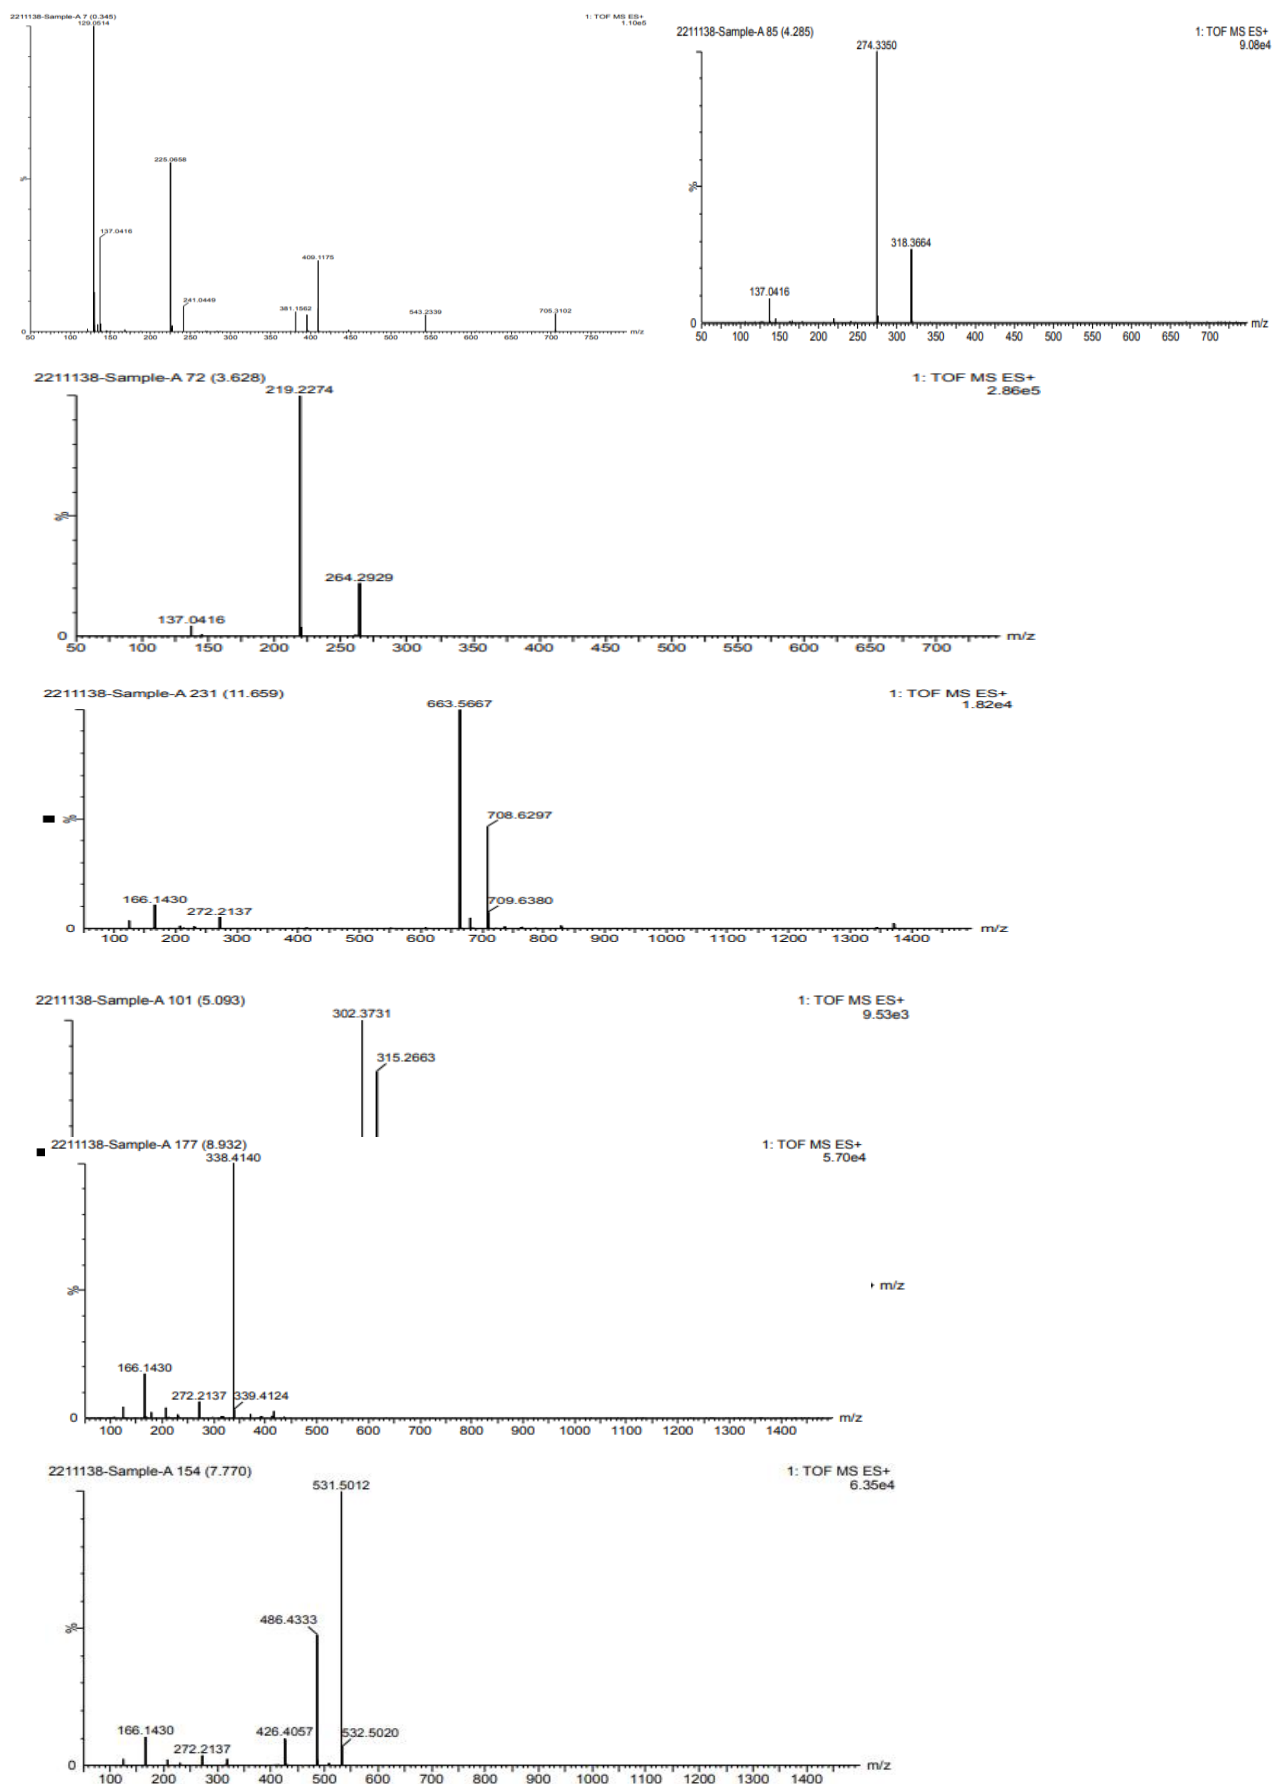 2211138-Sample-A 7 (0.345)
1: TOF MS ES+
129.0514
1.10e5
225.0658
%
137.0416
409.1175
241.0449
381.1562
543.2339
705.3102
50 100 150 200 250 300 350 400 450 500 550 600 650 700 750
2211138-Sample-A 85 (4.285)
1: TOF MS ES+
274.3350
9.08e4
%
318.3664
137.0416
0
m/z
50 100 150 200 250 300 350 400 450 500 550 600 650 700
2211138-Sample-A 72 (3.628)
1: TOF MS ES+
219.2274
2.86e5
%
264.2929
137.0416
0
m/z
50 100 150 200 250 300 350 400 450 500 550 600 650 700
2211138-Sample-A 231 (11.659)
1: TOF MS ES+
663.5667
1.82e4
%
708.6297
166.1430
272.2137
709.6380
0
m/z
100 200 300 400 500 600 700 800 900 1000 1100 1200 1300 1400
2211138-Sample-A 101 (5.093)
1: TOF MS ES+
302.3731
9.53e3
315.2663
2211138-Sample-A 177 (8.932)
1: TOF MS ES+
338.4140
5.70e4
%
m/z
166.1430
272.2137
339.4124
0
m/z
100 200 300 400 500 600 700 800 900 1000 1100 1200 1300 1400
2211138-Sample-A 154 (7.770)
1: TOF MS ES+
531.5012
6.35e4
486.4333
%
166.1430
426.4057
532.5020
272.2137
0
m/z
100 200 300 400 500 600 700 800 900 1000 1100 1200 1300 1400